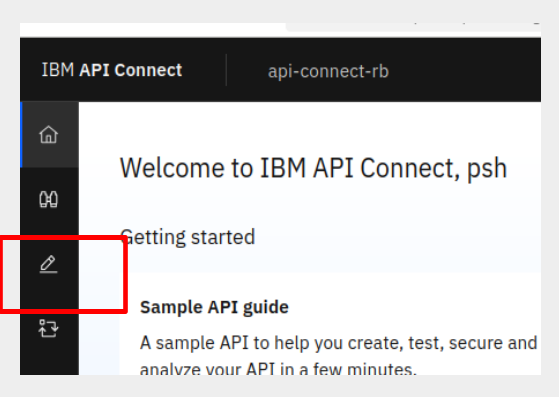 IBM API Connect api-connect-rb
Welcome to IBM API Connect, psh
Getting started
Sample API guide
A sample API to help you create, test, secure and
analyze your API in a few minutes.